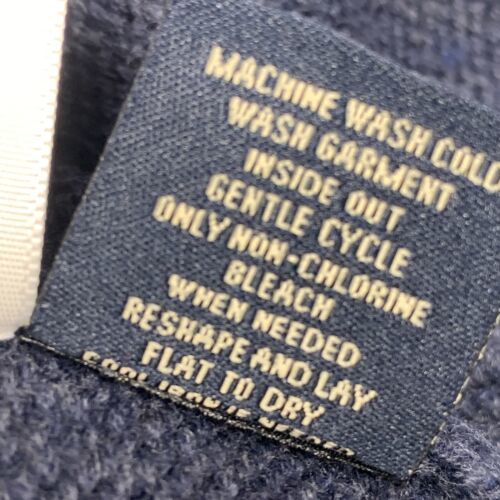 MACHINE WASH COLD
WASH GARMENT
INSIDE OUT
GENTLE CYCLE
ONLY NON-CHLORINE
BLEACH
WHEN NEEDED
RESHAPE AND LAY
FLAT TO DRY